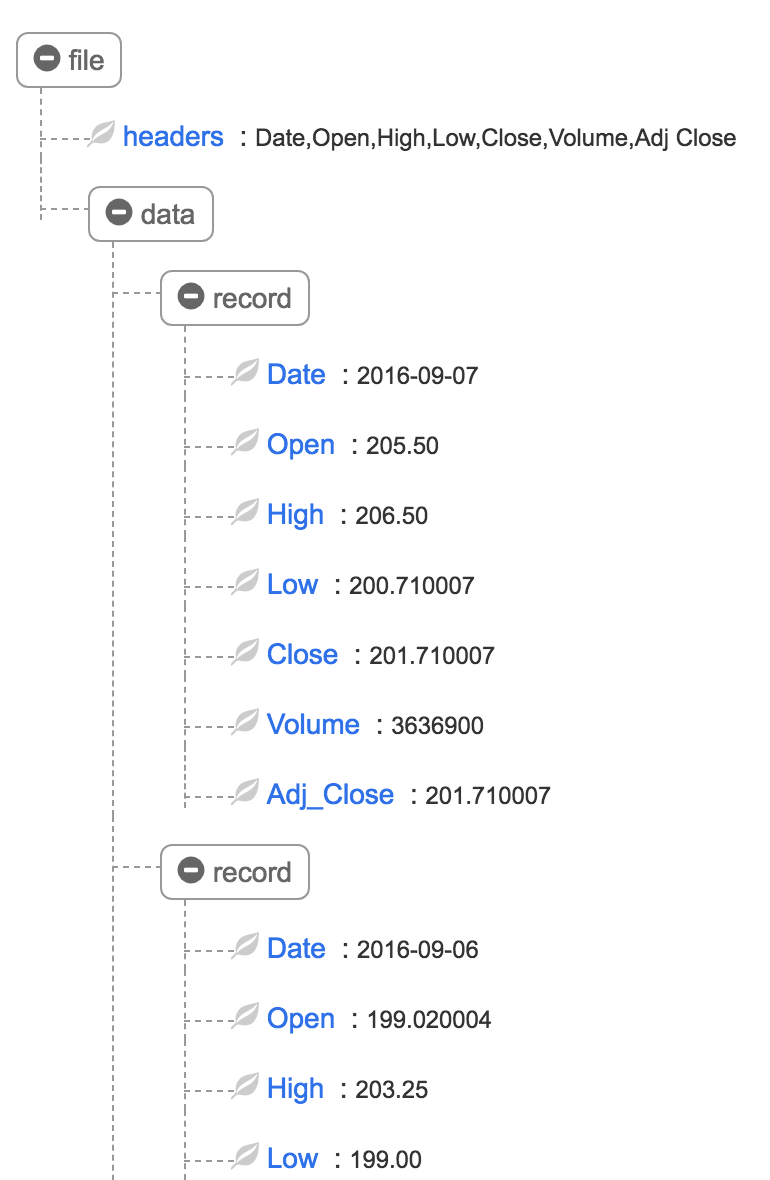 file
headers : Date,Open,High,Low,Close,Volume,Adj Close
data
record
Date : 2016-09-07
Open : 205.50
High : 206.50
Low : 200.710007
Close : 201.710007
Volume : 3636900
Adj_Close : 201.710007
record
Date : 2016-09-06
Open : 199.020004
High : 203.25
Low : 199.00